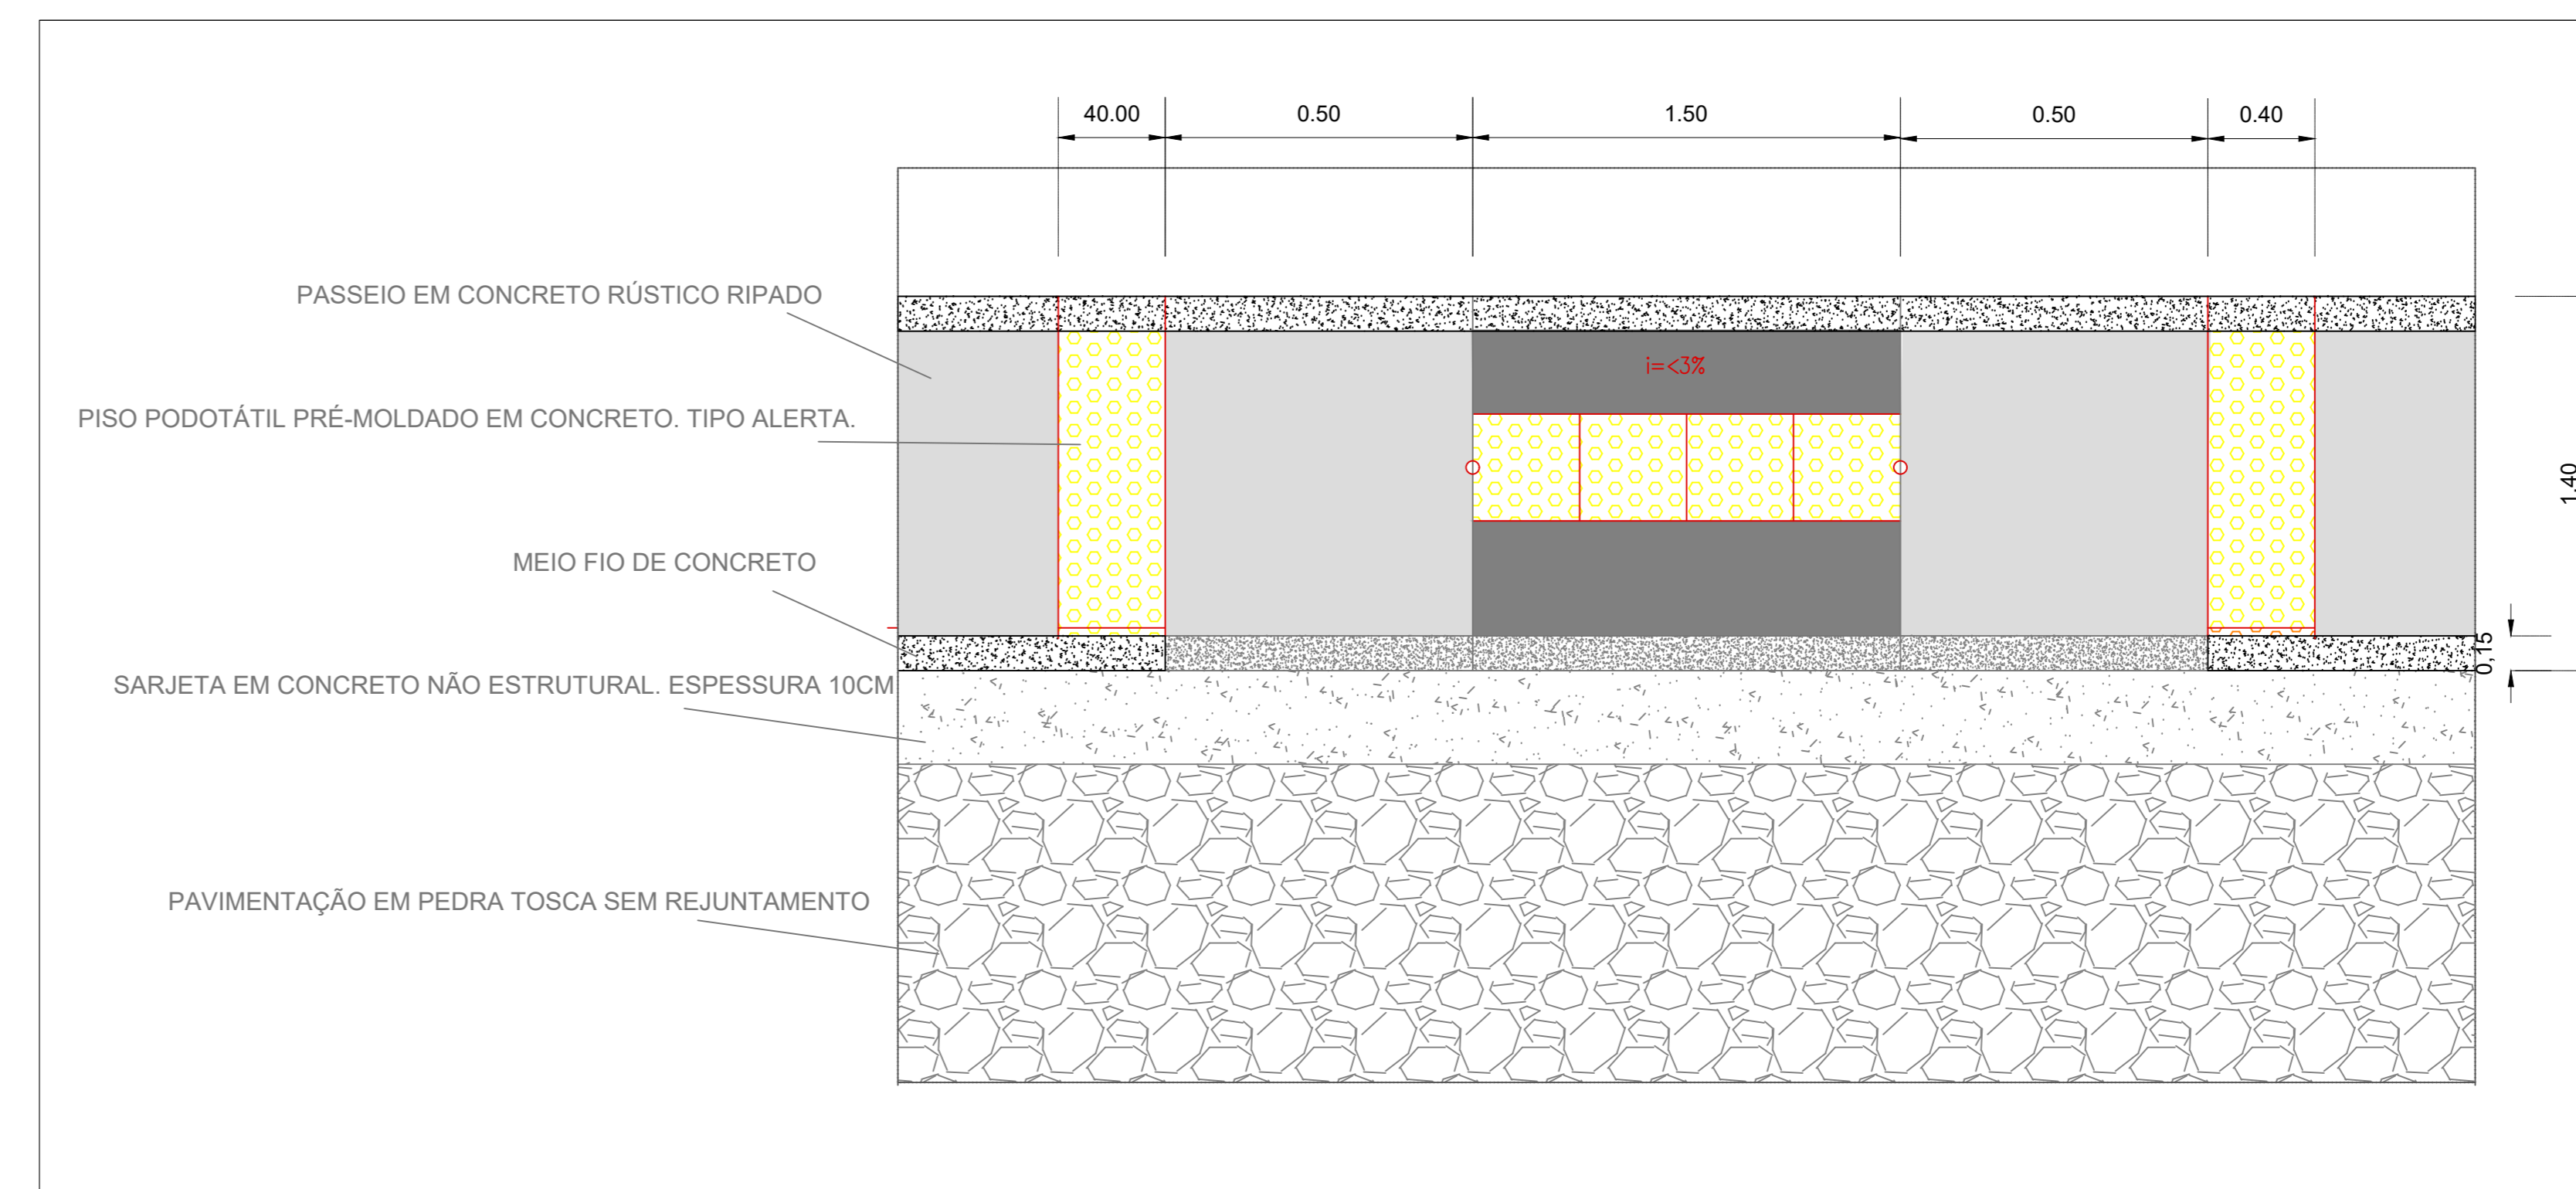 40.00 0.50 1.50 0.50 0.40
PASSEIO EM CONCRETO RÚSTICO RIPADO
i=<3%
PISO PODOTÁTIL PRÉ-MOLDADO EM CONCRETO. TIPO ALERTA.
1.40
MEIO FIO DE CONCRETO
0,15
SARJETA EM CONCRETO NÃO ESTRUTURAL. ESPESSURA 10CM
PAVIMENTAÇÃO EM PEDRA TOSCA SEM REJUNTAMENTO